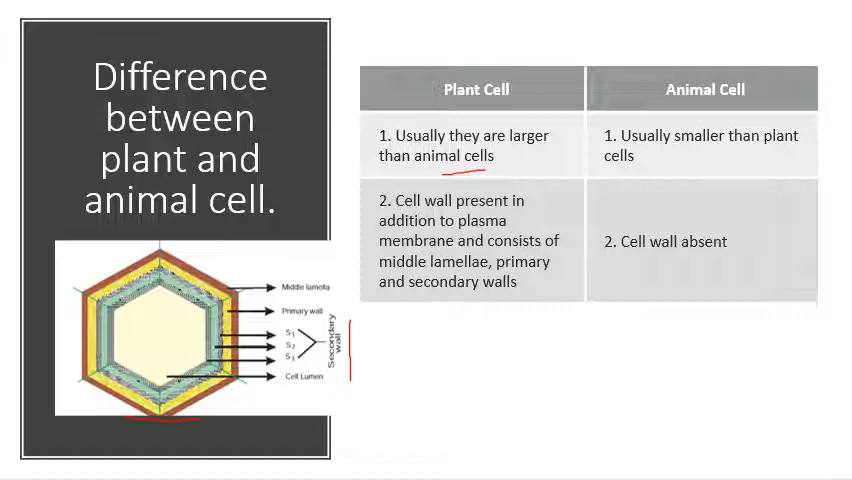 Difference
between
plant and
animal cell.
Middle lamella
Primary wall
S1
S2
S3
Secondary
wall
Cell Lumen
Plant Cell
Animal Cell
1. Usually they are larger
than animal cells
1. Usually smaller than plant
cells
2. Cell wall present in
addition to plasma
membrane and consists of
middle lamellae, primary
and secondary walls
2. Cell wall absent